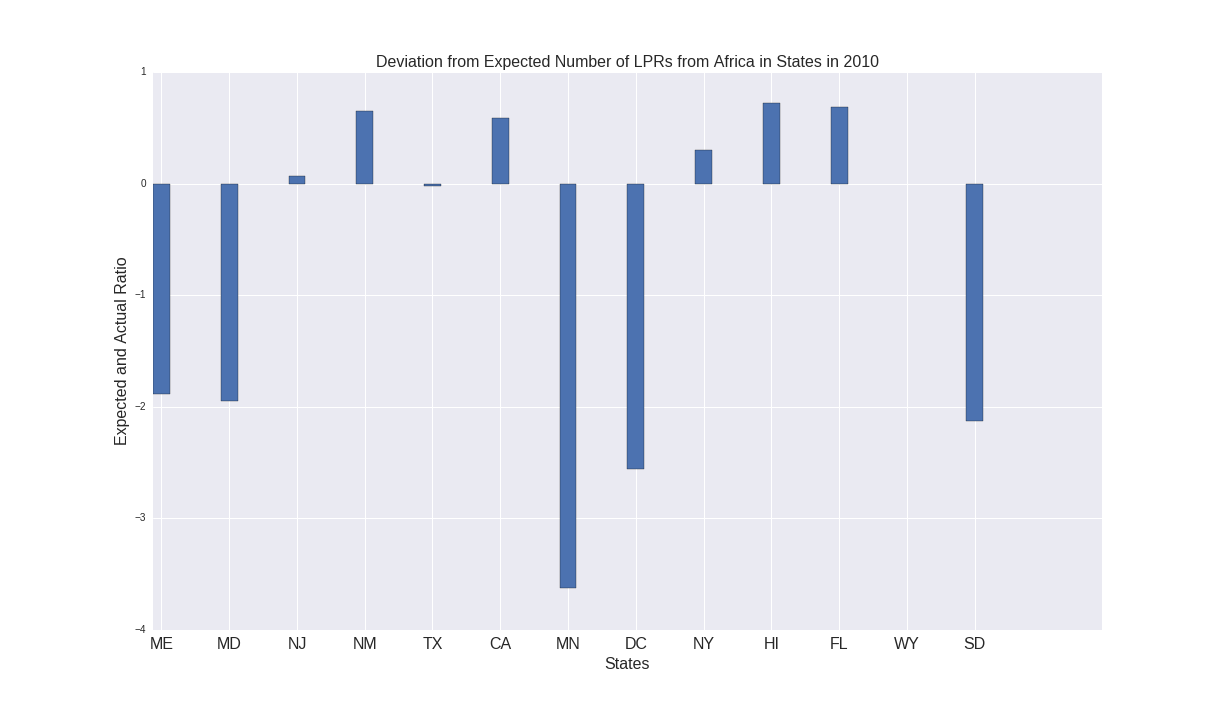 Deviation from Expected Number of LPRs from Africa in States in 2010
Expected and Actual Ratio
1
0
−1
−2
−3
−4
ME MD NJ NM TX CA MN DC NY HI FL WY SD
States